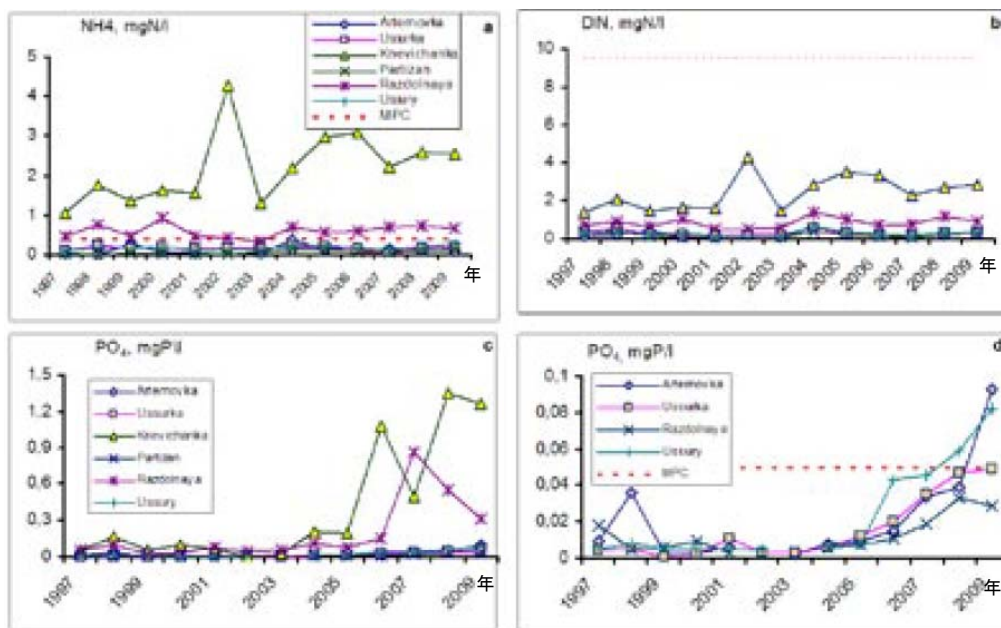 NH4, mgN/l
a
Artemovka
Ussurka
Knevichanka
Partizan
Razdolnaya
Ussury
MPC
5
4
3
2
1
0
1997
1998
1999
2000
2001
2002
2003
2004
2005
2006
2007
2008
2009
年
DIN, mgN/l
b
10
8
6
4
2
0
1997
1998
1999
2000
2001
2002
2003
2004
2005
2006
2007
2008
2009
年
PO₄, mgP/l
c
1.5
1.2
0.9
0.6
0.3
0
Artemovka
Ussurka
Knevichanka
Partizan
Razdolnaya
Ussury
1997
1999
2001
2003
2005
2007
2009
年
PO₄, mgP/l
d
0,1
0,08
0,06
0,04
0,02
0
Artemovka
Ussurka
Razdolnaya
Ussury
MPC
1997
1999
2001
2003
2005
2007
2009
年